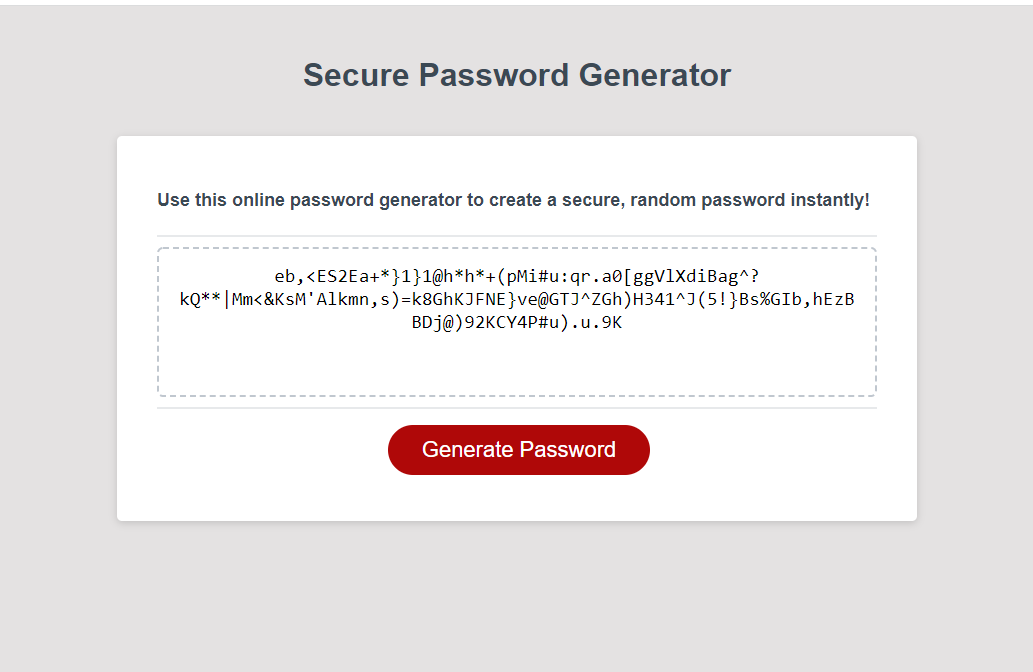 Secure Password Generator
Use this online password generator to create a secure, random password instantly!
eb,<ES2Ea+*}1}1@h*h*+(pMi#u:qr.a0[ggVlXdiBag^?
kQ**|Mm<&KsM'Alkmn,s)=k8GhKJFNE}ve@GTJ^ZGh)H341^J(5!}Bs%GIb,hEzB
BDj@)92KCY4P#u).u.9K
Generate Password